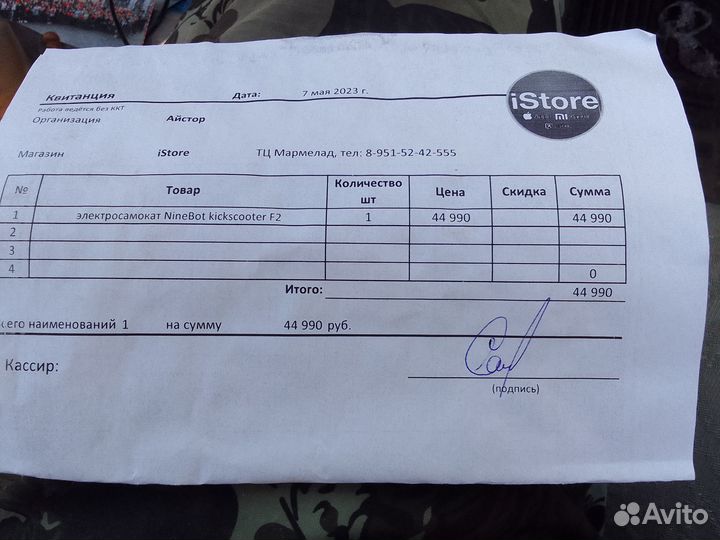 Квитанция Дата: 7 мая 2023 г.
Работа ведётся без ККТ
Организация Айстор
iStore
MI
Магазин iStore ТЦ Мармелад, тел: 8-951-52-42-555
№ Товар Количество шт Цена Скидка Сумма
1 электросамокат NineBot kickscooter F2 1 44 990 44 990
2
3
4 0
Итого: 44 990
сего наименований 1 на сумму 44 990 руб.
Кассир:
(подпись)
Avito